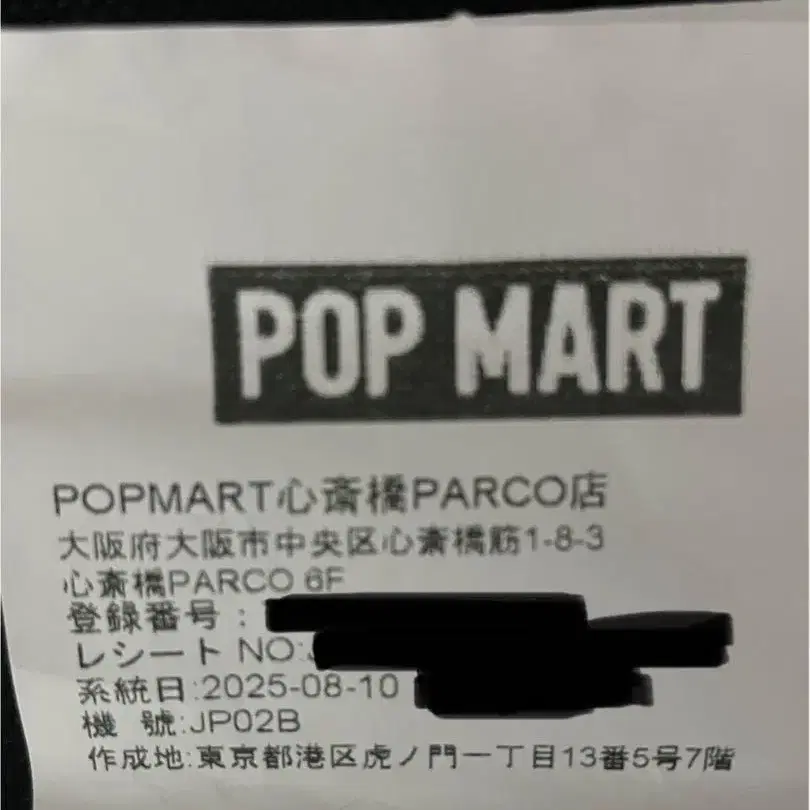 POP MART
POPMART心斎橋PARCO店
大阪府大阪市中央区心斎橋筋1-8-3
心斎橋PARCO 6F
登録番号：
レシート NO:
系統日:2025-08-10
機 號:JP02B
作成地:東京都港区虎ノ門一丁目13番5号7階